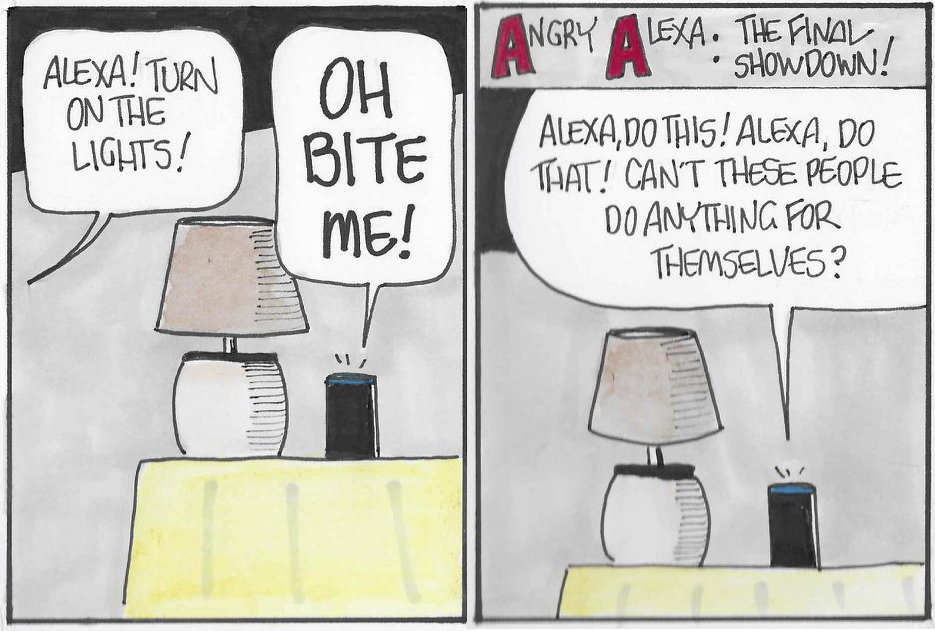 ALEXA! TURN
ON THE
LIGHTS!
OH
BITE
ME!
ANGRY ALEXA: THE FINAL
SHOWDOWN!
ALEXA, DO THIS! ALEXA, DO
THAT! CAN'T THESE PEOPLE
DO ANYTHING FOR
THEMSELVES?